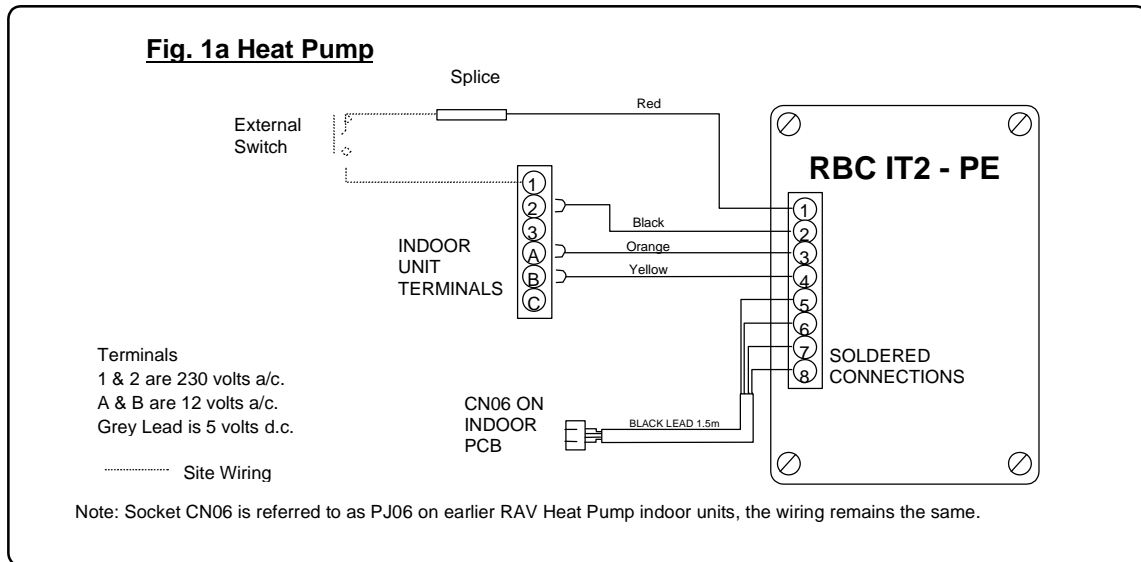 Fig. 1a Heat Pump
Splice
Red
External
Switch
RBC IT2 - PE
1
2
3
A
B
C
INDOOR
UNIT
TERMINALS
Black
Orange
Yellow
1
2
3
4
5
6
7
8
SOLDERED
CONNECTIONS
Terminals
1 & 2 are 230 volts a/c.
A & B are 12 volts a/c.
Grey Lead is 5 volts d.c.
Site Wiring
CN06 ON
INDOOR
PCB
BLACK LEAD 1.5m
Note: Socket CN06 is referred to as PJ06 on earlier RAV Heat Pump indoor units, the wiring remains the same.